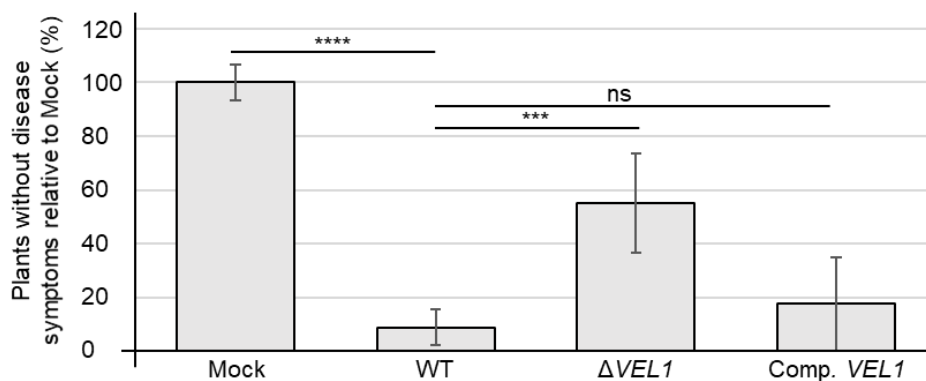 Plants without disease
symptoms relative to Mock (%)
120
100
80
60
40
20
0
****
ns
***
Mock
WT
ΔVEL1
Comp. VEL1